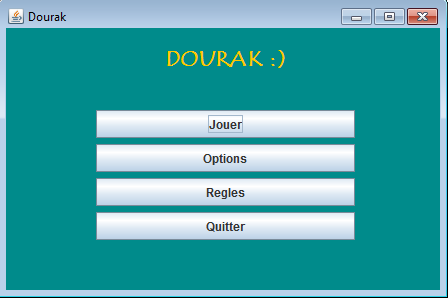 Dourak
DOURAK :)
Jouer
Options
Regles
Quitter